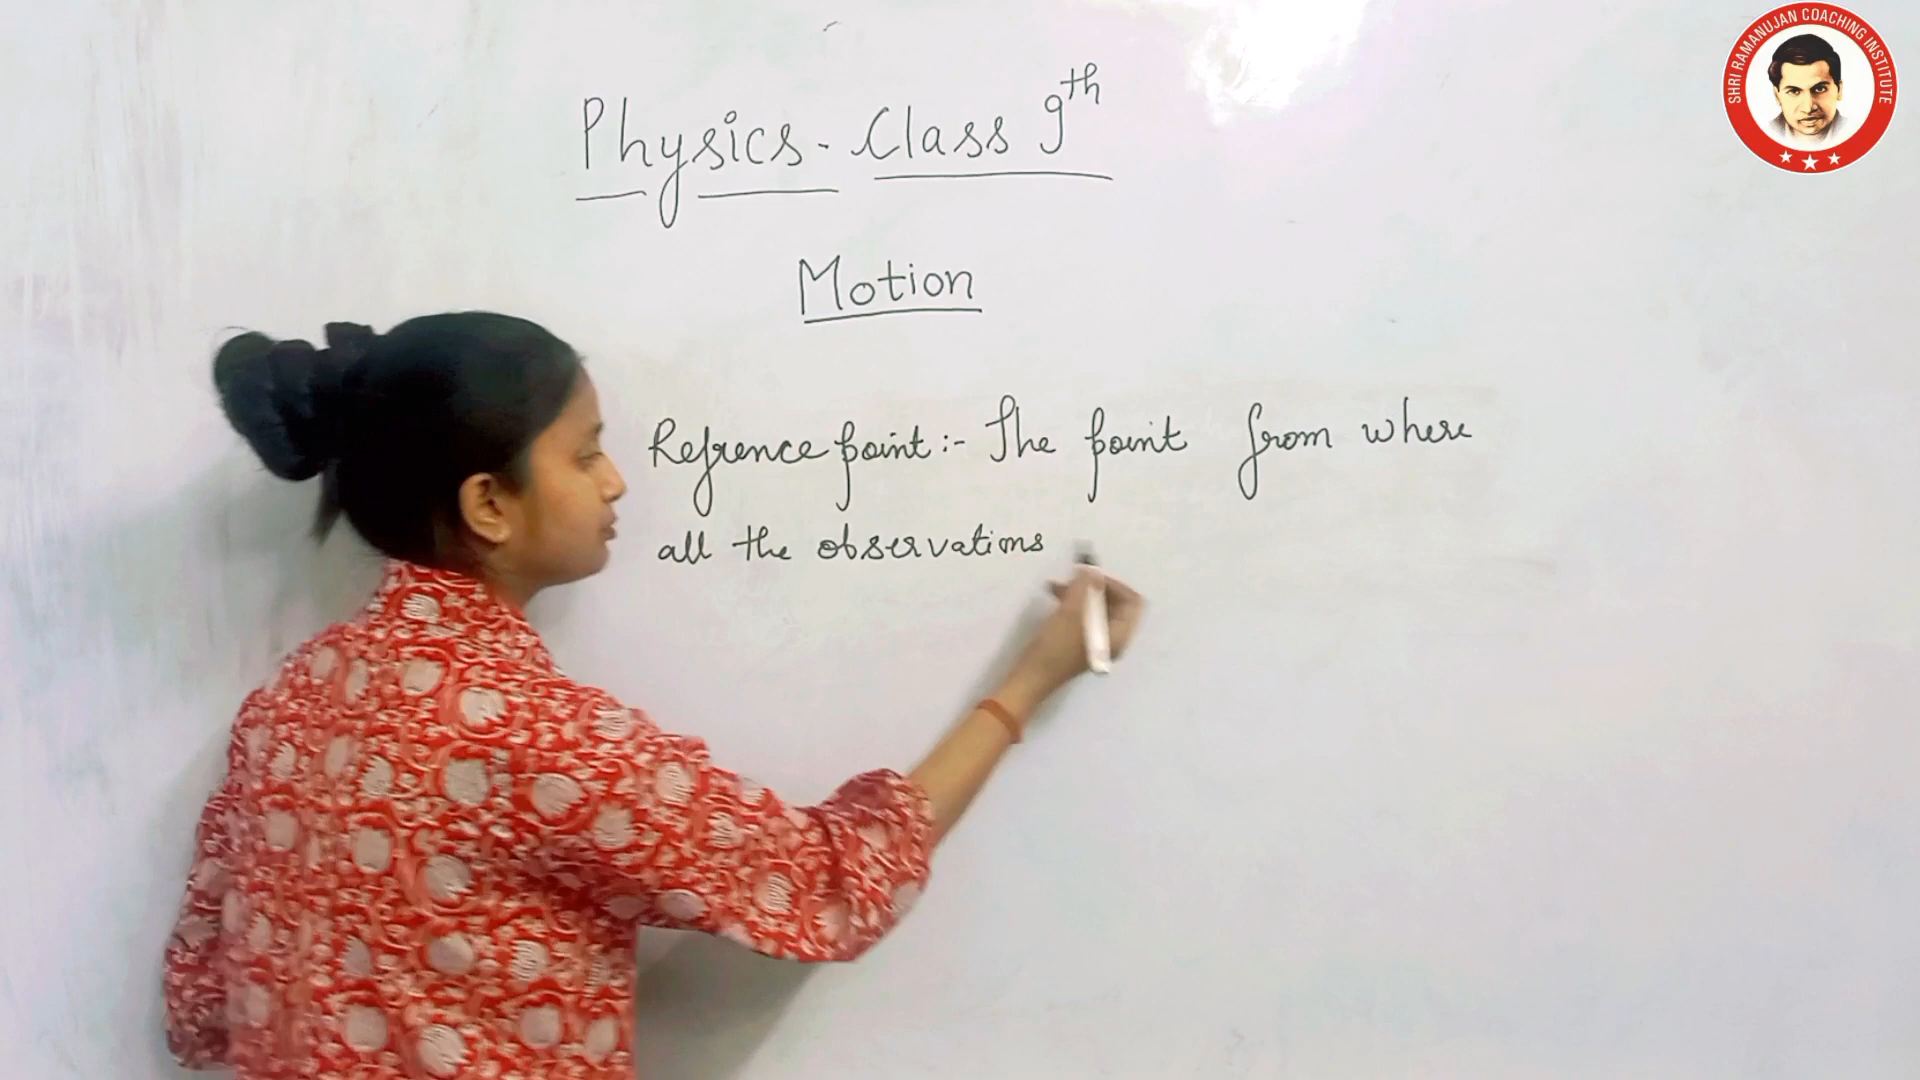 Physics - Class 9th
Motion
Refrence point :- The point from where
all the observations
SHRI RAMANUJAN COACHING INSTITUTE